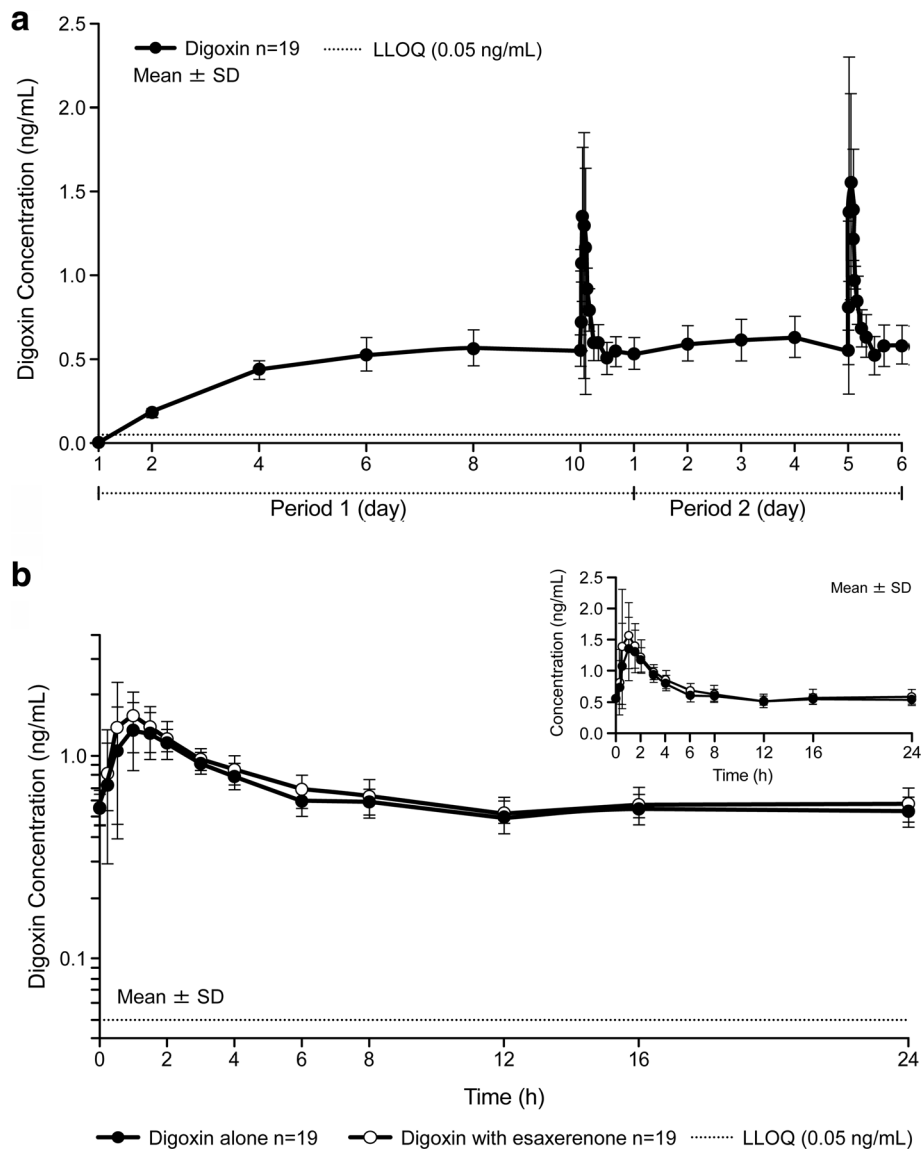 a
Digoxin Concentration (ng/mL)
2.5
2.0
1.5
1.0
0.5
0.0
Digoxin n=19 LLOQ (0.05 ng/mL)
Mean ± SD
1 2 4 6 8 10 1 2 3 4 5 6
Period 1 (day) Period 2 (day)
b
Digoxin Concentration (ng/mL)
1.0
0.1
Mean ± SD
0 2 4 6 8 12 16 24
Time (h)
Concentration (ng/mL)
2.5
2.0
1.5
1.0
0.5
0.0
Mean ± SD
0 2 4 6 8 12 16 24
Time (h)
Digoxin alone n=19 Digoxin with esaxerenone n=19 LLOQ (0.05 ng/mL)